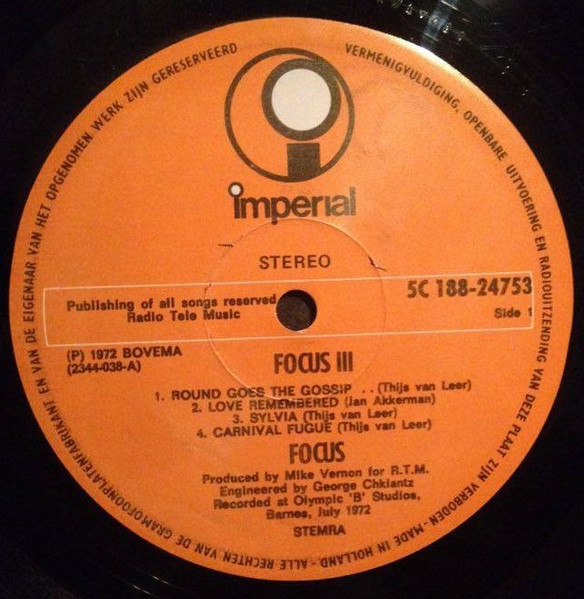 VERMENIGVULDIGING, OPENBARE UITVOERING EN RADIOUITZENDING VAN DEZE PLAAT ZIJN VERBODEN-MADE IN HOLLAND-ALLE RECHTEN VAN DE GRAMOFOONPLATENFABRIKANT EN VAN DE EIGENAAR VAN HET OPGENOMEN WERK ZIJN GERESERVEERD
imperial
STEREO
5C 188-24753
Publishing of all songs reserved
Radio Tele Music
Side 1
(P) 1972 BOVEMA
(2344-038-A)
FOCUS III
1. ROUND GOES THE GOSSIP . . (Thijs van Leer)
2. LOVE REMEMBERED (Jan Akkerman)
3. SYLVIA (Thijs van Leer)
4. CARNIVAL FUGUE (Thijs van Leer)
FOCUS
Produced by Mike Vernon for R.T.M.
Engineered by George Chkiantz
Recorded at Olympic 'B' Studios,
Barnes, July 1972
STEMRA